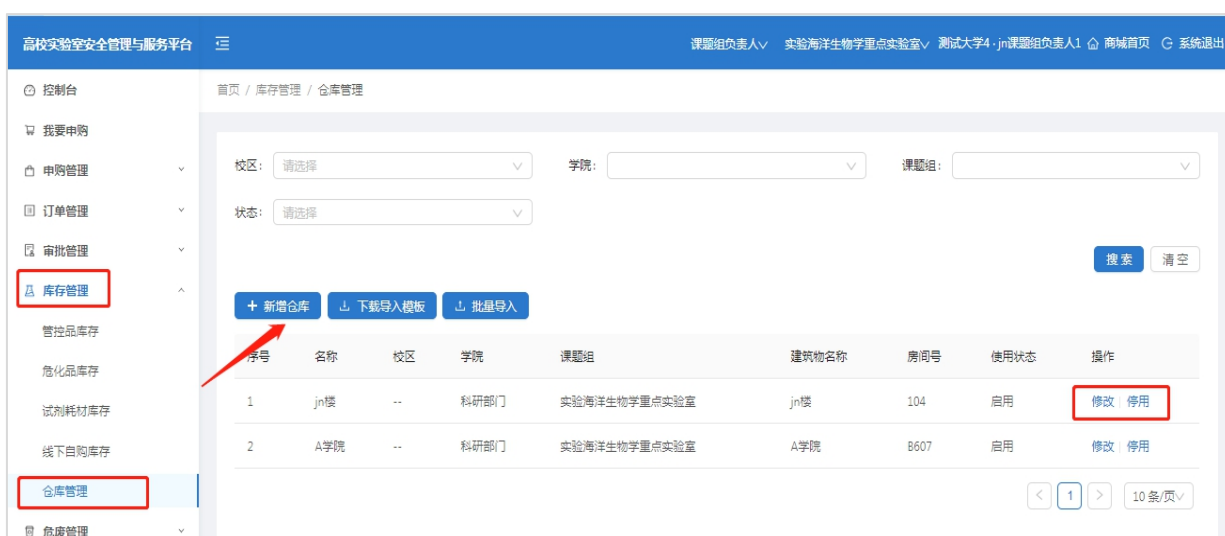 高校实验室安全管理与服务平台 课题组负责人 实验海洋生物学重点实验室 测试大学4 · jn课题组负责人1 商城首页 系统退出
控制台
首页 / 库存管理 / 仓库管理
我要申购
申购管理
校区： 请选择 学院： 课题组：
订单管理
状态： 请选择
审批管理
搜索 清空
库存管理
+ 新增仓库 下载导入模板 批量导入
管控品库存
序号 名称 校区 学院 课题组 建筑物名称 房间号 使用状态 操作
危化品库存
1 jn楼 -- 科研部门 实验海洋生物学重点实验室 jn楼 104 启用 修改 停用
试剂耗材库存
2 A学院 -- 科研部门 实验海洋生物学重点实验室 A学院 B607 启用 修改 停用
线下自购库存
仓库管理
< 1 > 10 条/页
危废管理